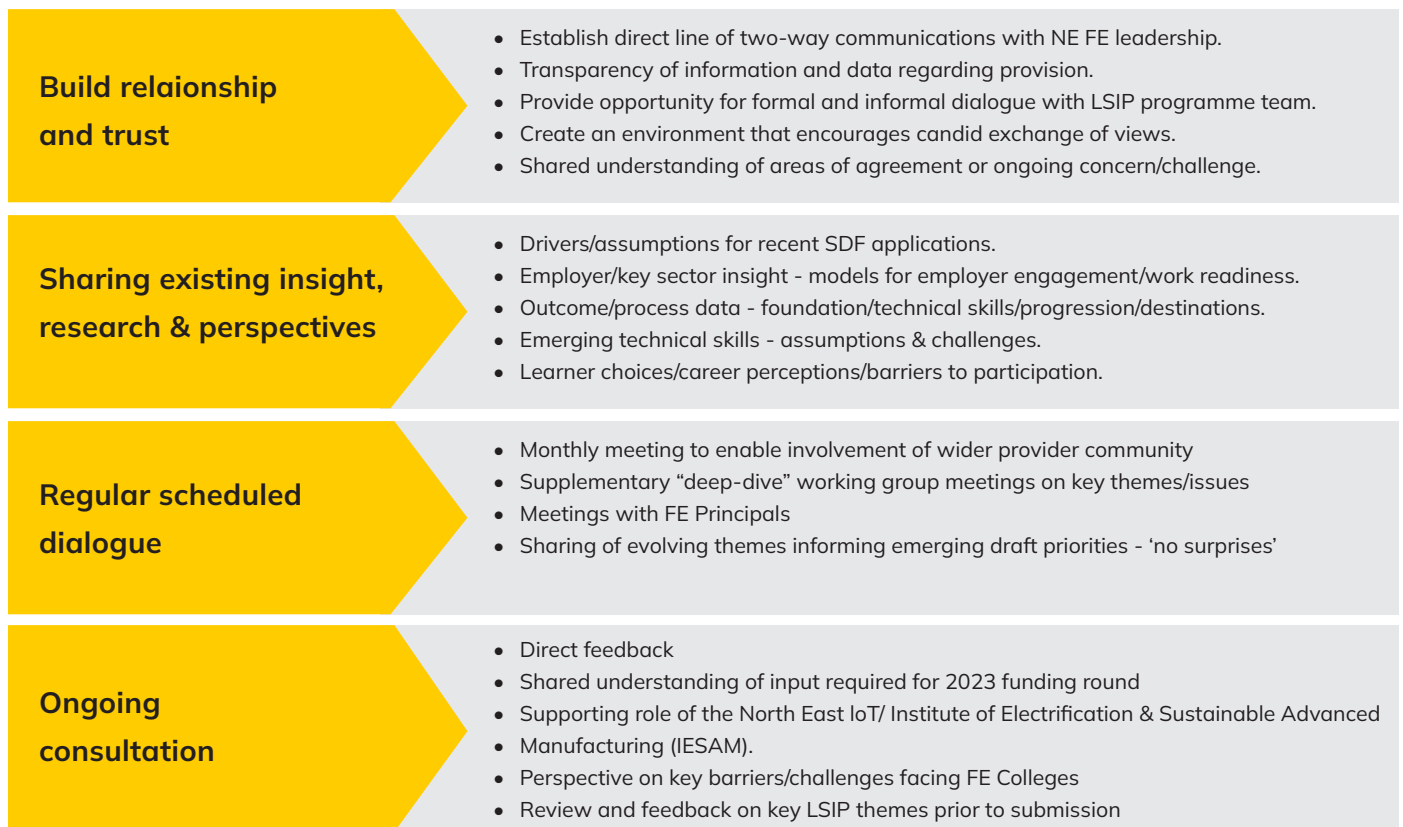 Build relaionship
and trust
• Establish direct line of two-way communications with NE FE leadership.
• Transparency of information and data regarding provision.
• Provide opportunity for formal and informal dialogue with LSIP programme team.
• Create an environment that encourages candid exchange of views.
• Shared understanding of areas of agreement or ongoing concern/challenge.
Sharing existing insight,
research & perspectives
• Drivers/assumptions for recent SDF applications.
• Employer/key sector insight - models for employer engagement/work readiness.
• Outcome/process data - foundation/technical skills/progression/destinations.
• Emerging technical skills - assumptions & challenges.
• Learner choices/career perceptions/barriers to participation.
Regular scheduled
dialogue
• Monthly meeting to enable involvement of wider provider community
• Supplementary “deep-dive” working group meetings on key themes/issues
• Meetings with FE Principals
• Sharing of evolving themes informing emerging draft priorities - ‘no surprises’
Ongoing
consultation
• Direct feedback
• Shared understanding of input required for 2023 funding round
• Supporting role of the North East loT/ Institute of Electrification & Sustainable Advanced
• Manufacturing (IESAM).
• Perspective on key barriers/challenges facing FE Colleges
• Review and feedback on key LSIP themes prior to submission